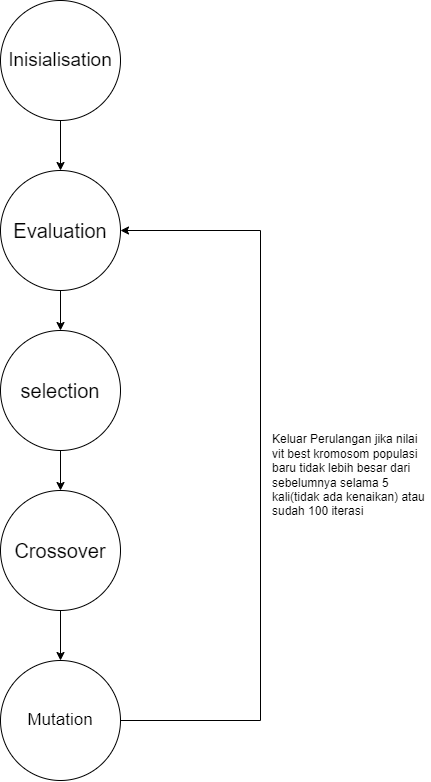 Inisialisation
Evaluation
selection
Keluar Perulangan jika nilai
vit best kromosom populasi
baru tidak lebih besar dari
sebelumnya selama 5
kali(tidak ada kenaikan) atau
sudah 100 iterasi
Crossover
Mutation